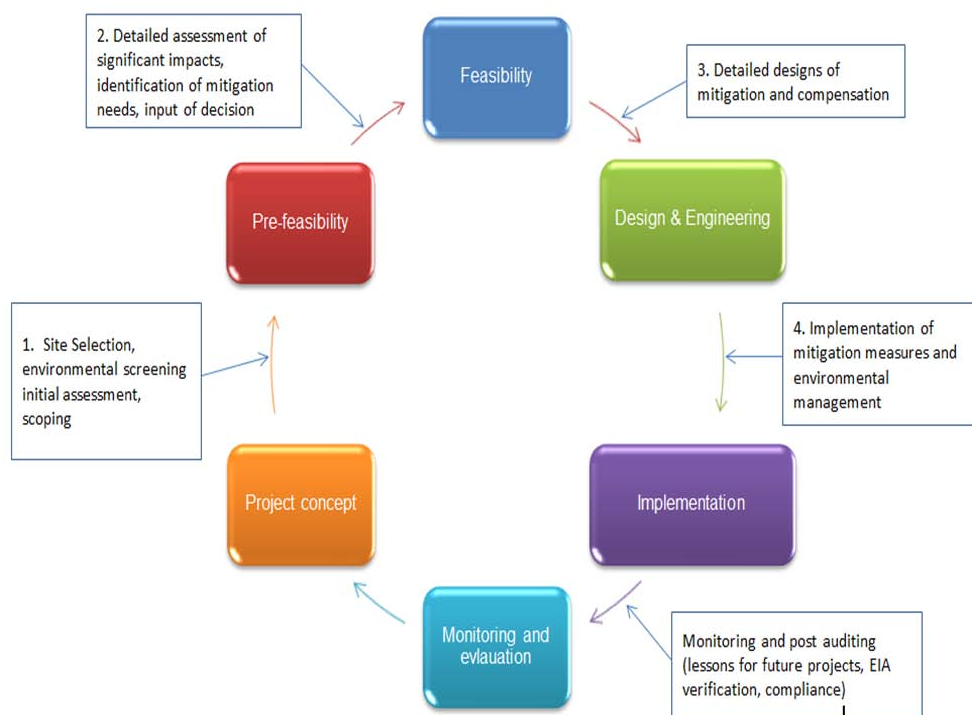 2. Detailed assessment of
significant impacts,
identification of mitigation
needs, input of decision
Feasibility
3. Detailed designs of
mitigation and compensation
Pre-feasibility
Design & Engineering
1. Site Selection,
environmental screening
initial assessment,
scoping
4. Implementation of
mitigation measures and
environmental
management
Project concept
Implementation
Monitoring and
evlauation
Monitoring and post auditing
(lessons for future projects, EIA
verification, compliance)